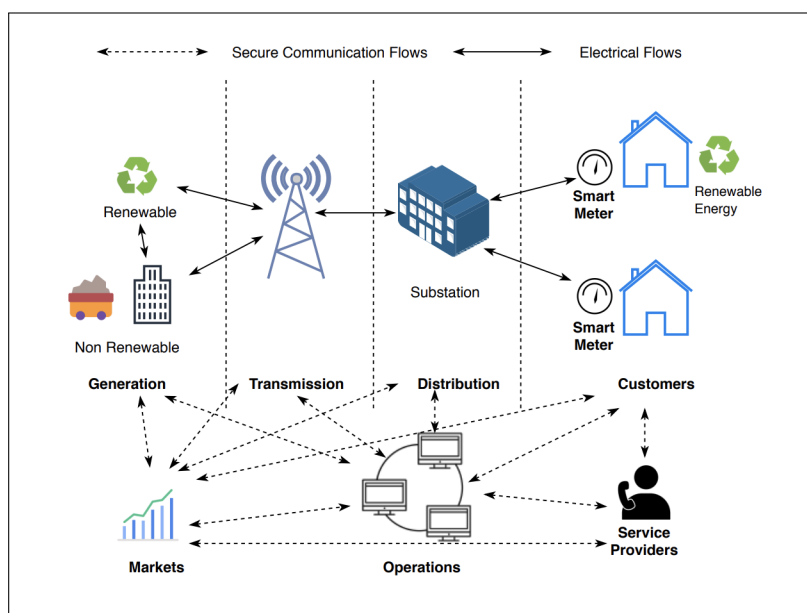 Secure Communication Flows
Electrical Flows
Renewable
Smart
Meter
Renewable
Energy
Substation
Smart
Meter
Non Renewable
Generation
Transmission
Distribution
Customers
Markets
Operations
Service
Providers